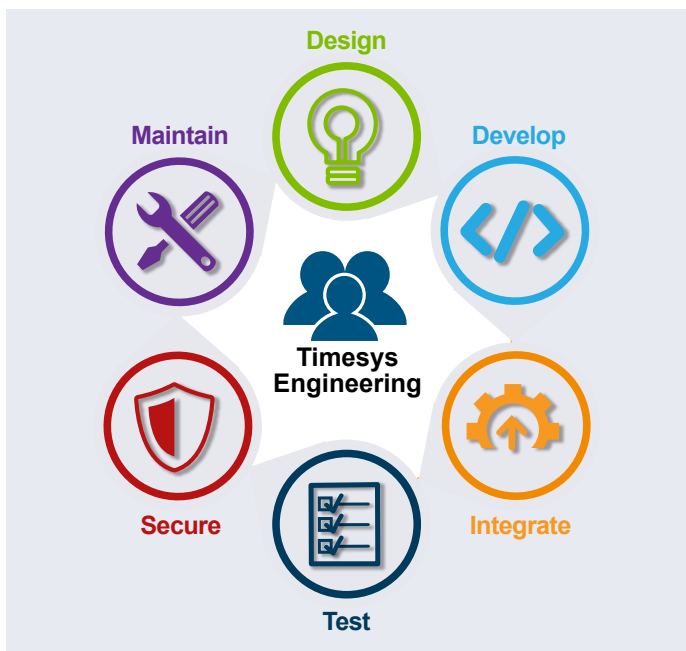 Design
Maintain
Develop
Timesys
Engineering
Secure
Integrate
Test